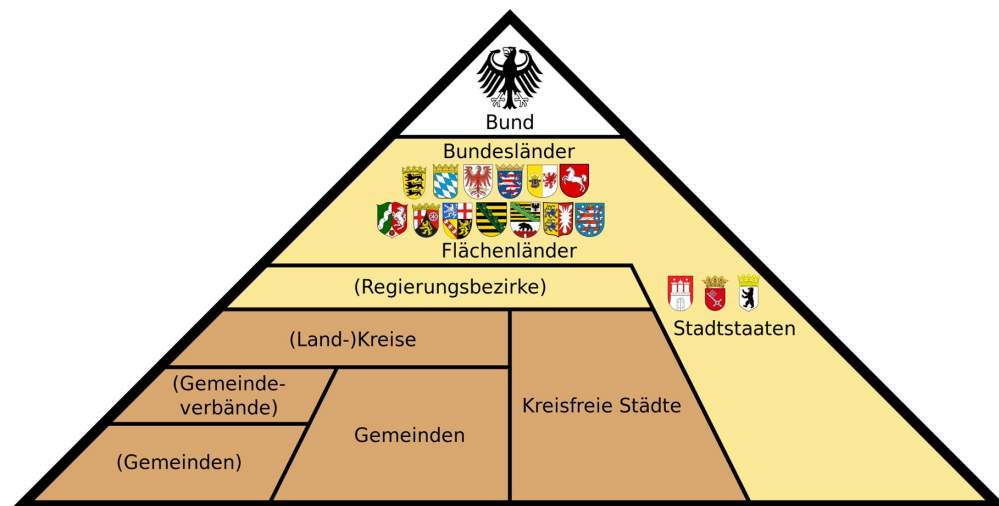 Bund
Bundesländer
Flächenländer
(Regierungsbezirke)
Stadtstaaten
(Land-)Kreise
(Gemeinde-
verbände)
Kreisfreie Städte
Gemeinden
(Gemeinden)